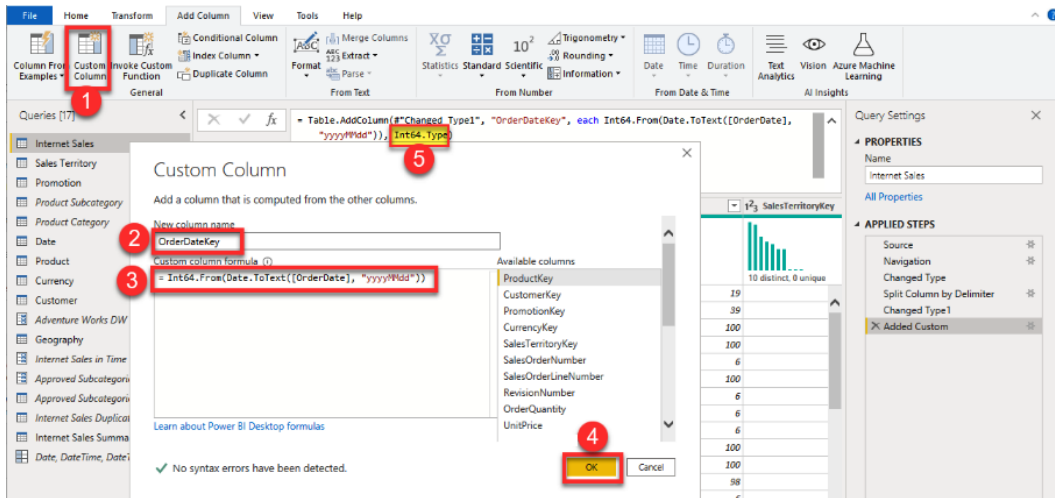 File Home Transform Add Column View Tools Help
Column From Examples
Custom Column
Invoke Custom Function
Conditional Column
Index Column
Duplicate Column
General
Format
ABC
Merge Columns
ABC 123 Extract
abc Parse
From Text
XΟ Σ Statistics
Standard
10² Scientific
Trigonometry
.00 Rounding
Information
From Number
Date
Time
Duration
From Date & Time
Text Analytics
Vision
Azure Machine Learning
AI Insights
1
Queries [17]
Internet Sales
Sales Territory
Promotion
Product Subcategory
Product Category
Date
Product
Currency
Customer
Adventure Works DW
Geography
Internet Sales in Time
Approved Subcategori
Approved Subcategori
Internet Sales Duplicat
Internet Sales Summa
Date, DateTime, DateT
fx
= Table.AddColumn(#"Changed Type1", "OrderDateKey", each Int64.From(Date.ToText([OrderDate],
"yyyyMMdd")), Int64.Type)
5
Custom Column
Add a column that is computed from the other columns.
New column name
2
OrderDateKey
Custom column formula
3
= Int64.From(Date.ToText([OrderDate], "yyyyMMdd"))
Available columns
ProductKey
CustomerKey
PromotionKey
CurrencyKey
SalesTerritoryKey
SalesOrderNumber
SalesOrderLineNumber
RevisionNumber
OrderQuantity
UnitPrice
Learn about Power BI Desktop formulas
4
No syntax errors have been detected.
OK
Cancel
1²3 SalesTerritoryKey
10 distinct, 0 unique
19
39
100
100
6
100
6
6
6
100
100
98
Query Settings
PROPERTIES
Name
Internet Sales
All Properties
APPLIED STEPS
Source
Navigation
Changed Type
Split Column by Delimiter
Changed Type1
Added Custom